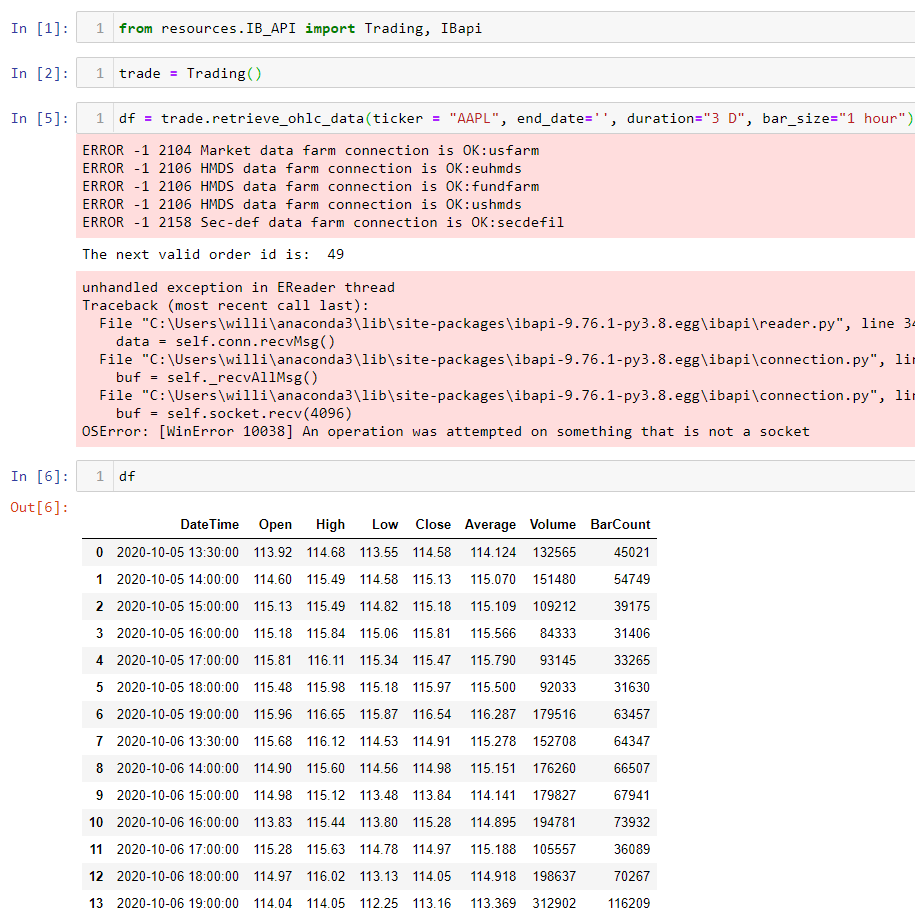 In [1]: 1 from resources.IB_API import Trading, IBapi
In [2]: 1 trade = Trading()
In [5]: 1 df = trade.retrieve_ohlc_data(ticker = "AAPL", end_date='', duration="3 D", bar_size="1 hour")
ERROR -1 2104 Market data farm connection is OK:usfarm
ERROR -1 2106 HMDS data farm connection is OK:euhmds
ERROR -1 2106 HMDS data farm connection is OK:fundfarm
ERROR -1 2106 HMDS data farm connection is OK:ushmds
ERROR -1 2158 Sec-def data farm connection is OK:secdefil
The next valid order id is:  49
unhandled exception in EReader thread
Traceback (most recent call last):
  File "C:\Users\willi\anaconda3\lib\site-packages\ibapi-9.76.1-py3.8.egg\ibapi\reader.py", line 34
    data = self.conn.recvMsg()
  File "C:\Users\willi\anaconda3\lib\site-packages\ibapi-9.76.1-py3.8.egg\ibapi\connection.py", lin
    buf = self._recvAllMsg()
  File "C:\Users\willi\anaconda3\lib\site-packages\ibapi-9.76.1-py3.8.egg\ibapi\connection.py", lin
    buf = self.socket.recv(4096)
OSError: [WinError 10038] An operation was attempted on something that is not a socket
In [6]: 1 df
Out[6]:
DateTime Open High Low Close Average Volume BarCount
0 2020-10-05 13:30:00 113.92 114.68 113.55 114.58 114.124 132565 45021
1 2020-10-05 14:00:00 114.60 115.49 114.58 115.13 115.070 151480 54749
2 2020-10-05 15:00:00 115.13 115.49 114.82 115.18 115.109 109212 39175
3 2020-10-05 16:00:00 115.18 115.84 115.06 115.81 115.566 84333 31406
4 2020-10-05 17:00:00 115.81 116.11 115.34 115.47 115.790 93145 33265
5 2020-10-05 18:00:00 115.48 115.98 115.18 115.97 115.500 92033 31630
6 2020-10-05 19:00:00 115.96 116.65 115.87 116.54 116.287 179516 63457
7 2020-10-06 13:30:00 115.68 116.12 114.53 114.91 115.278 152708 64347
8 2020-10-06 14:00:00 114.90 115.60 114.56 114.98 115.151 176260 66507
9 2020-10-06 15:00:00 114.98 115.12 113.48 113.84 114.141 179827 67941
10 2020-10-06 16:00:00 113.83 115.44 113.80 115.28 114.895 194781 73932
11 2020-10-06 17:00:00 115.28 115.63 114.78 114.97 115.188 105557 36089
12 2020-10-06 18:00:00 114.97 116.02 113.13 114.05 114.918 198637 70267
13 2020-10-06 19:00:00 114.04 114.05 112.25 113.16 113.369 312902 116209